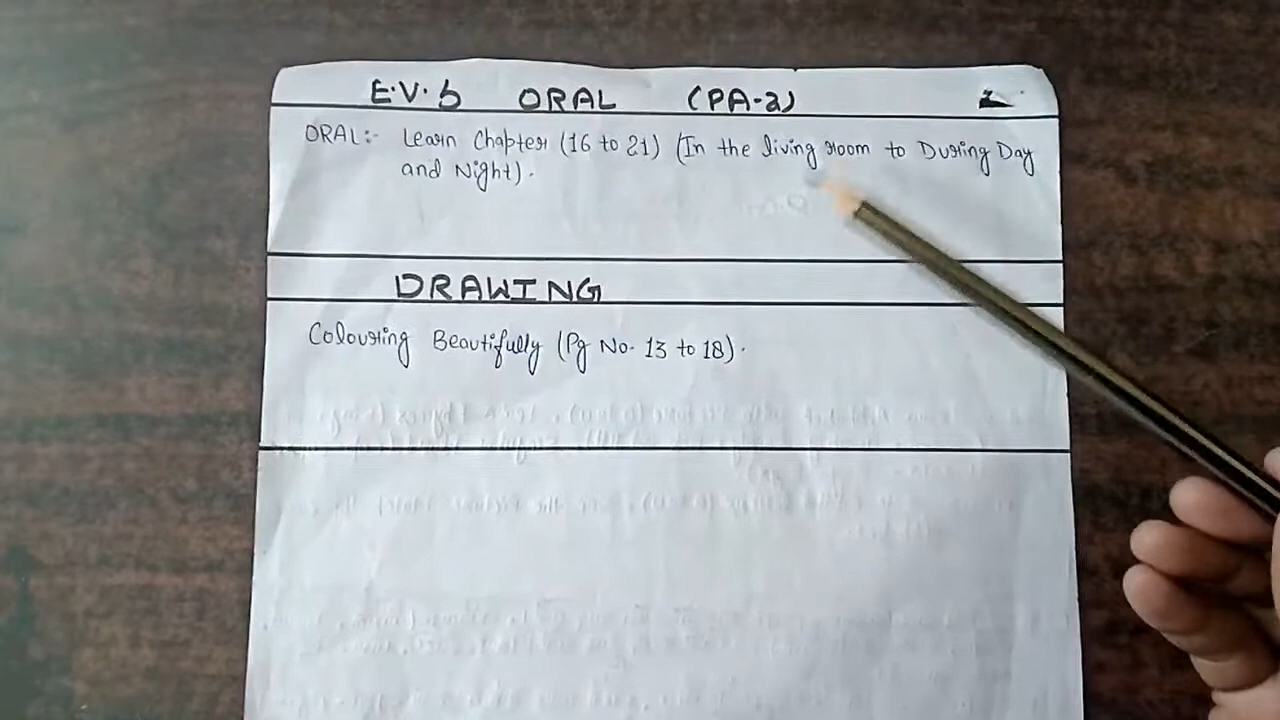 E.V.S ORAL (PA-2)
ORAL:- Learn Chapter (16 to 21) (In the living room to During Day
and Night).
DRAWING
Colouring Beautifully (Pg No. 13 to 18).